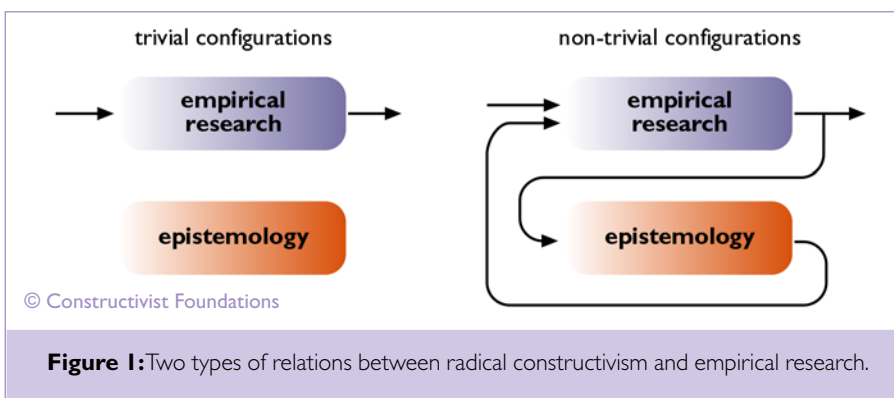 trivial configurations
empirical
research
epistemology
non-trivial configurations
empirical
research
epistemology
© Constructivist Foundations
Figure 1: Two types of relations between radical constructivism and empirical research.